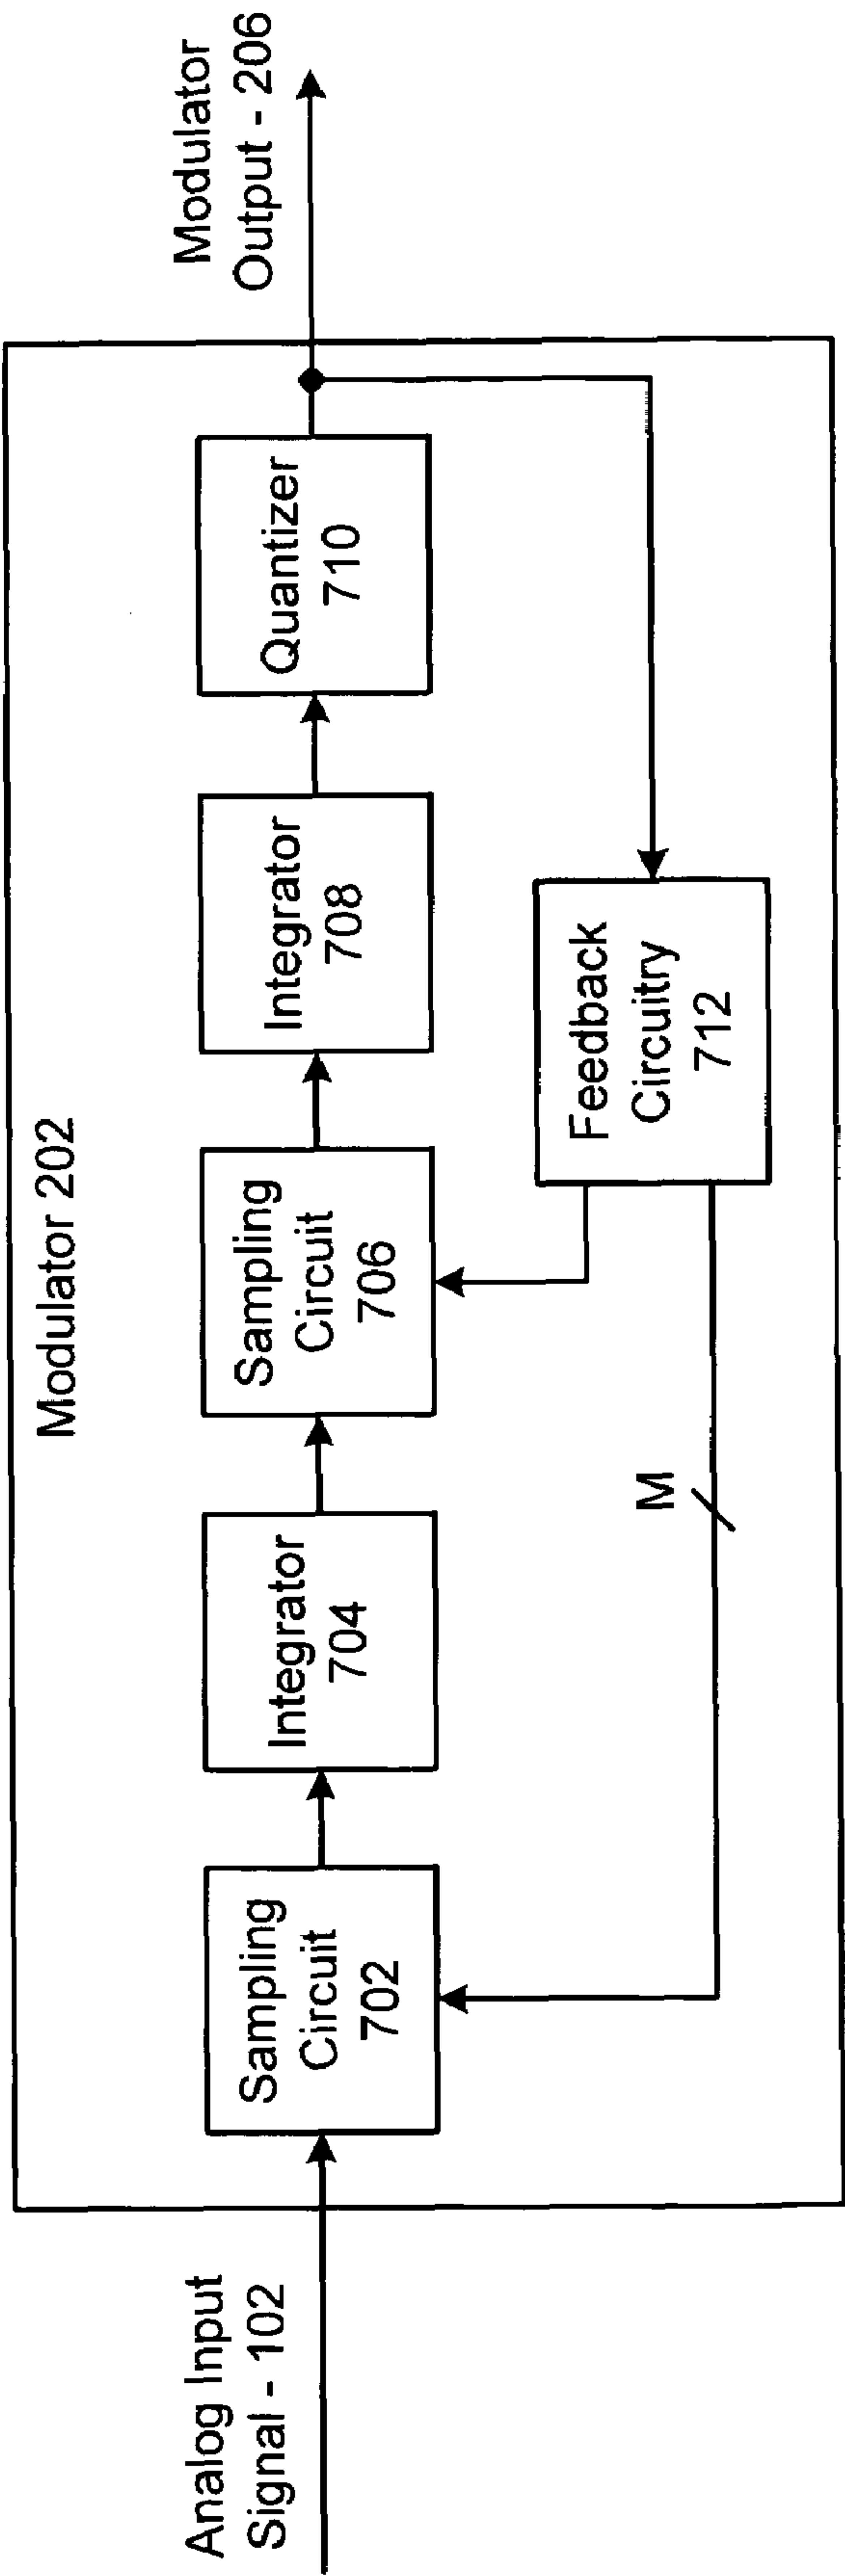 Modulator 202
Analog Input
Signal - 102
Sampling
Circuit
702
Integrator
704
Sampling
Circuit
706
Integrator
708
Quantizer
710
Modulator
Output - 206
M
Feedback
Circuitry
712